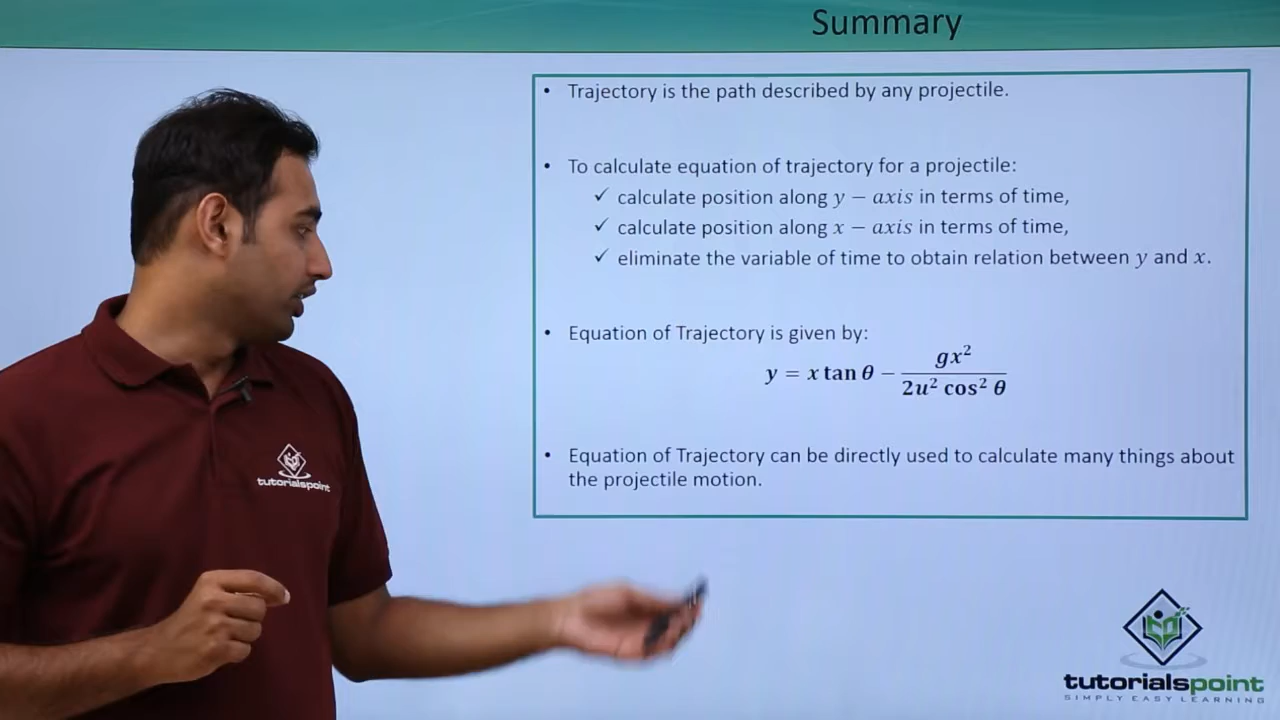 Summary
• Trajectory is the path described by any projectile.
• To calculate equation of trajectory for a projectile:
✓ calculate position along y − axis in terms of time,
✓ calculate position along x − axis in terms of time,
✓ eliminate the variable of time to obtain relation between y and x.
• Equation of Trajectory is given by:
y = x tan θ − gx² / 2u² cos² θ
• Equation of Trajectory can be directly used to calculate many things about
the projectile motion.
tutorialspoint
tutorialspoint
SIMPLY EASY LEARNING